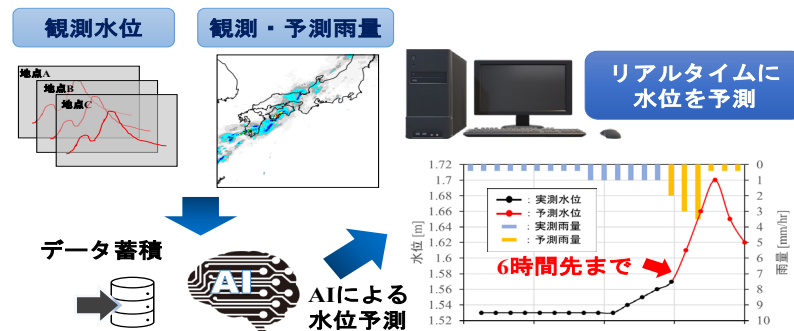 観測水位
観測・予測雨量
地点A
地点B
地点C
リアルタイムに
水位を予測
データ蓄積
AI
AIによる
水位予測
水位 [m]
1.72
1.7
1.68
1.66
1.64
1.62
1.6
1.58
1.56
1.54
1.52
：実測水位
：予測水位
：実測雨量
：予測雨量
6時間先まで
0
1
2
3
4
5
6
7
8
9
10
雨量 [mm/hr]